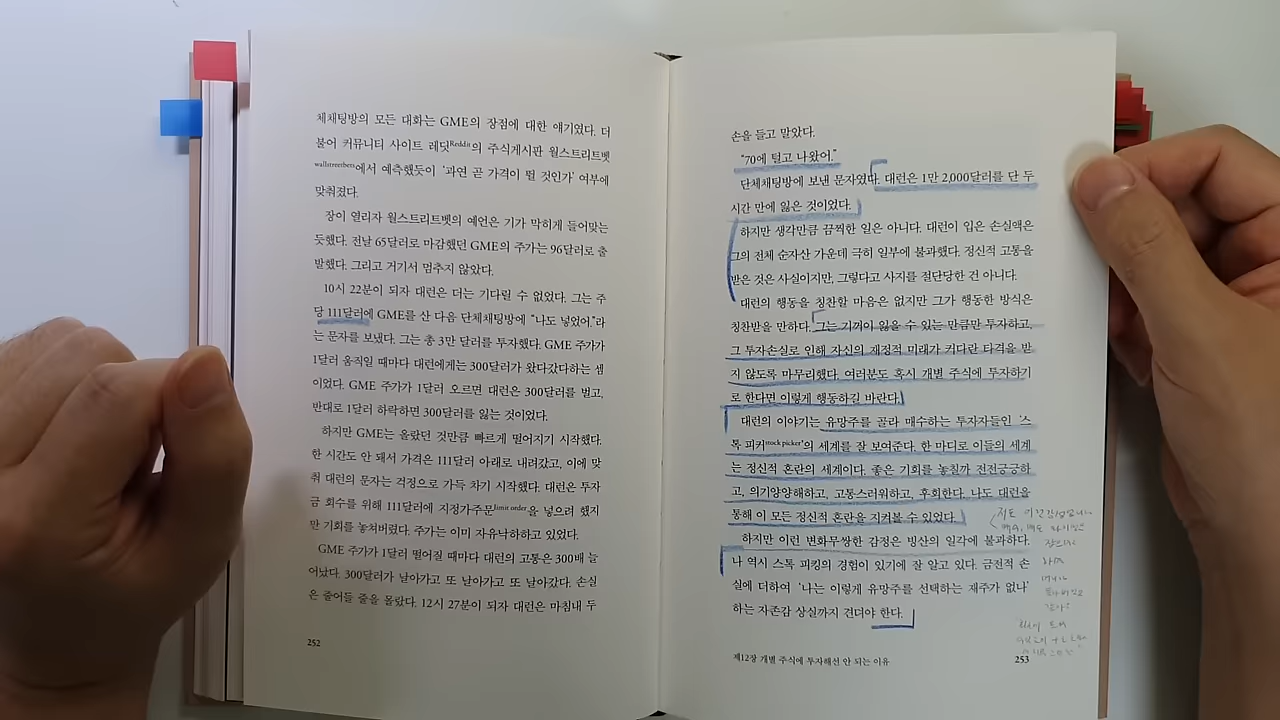 체채팅방의 모든 대화는 GME의 장점에 대한 얘기였다. 더
불어 커뮤니티 사이트 레딧Reddit의 주식게시판 월스트리트벳
wallstreetbets에서 예측했듯이 ‘과연 곧 가격이 뛸 것인가’ 여부에
맞춰졌다.
장이 열리자 월스트리트벳의 예언은 기가 막히게 들어맞는
듯했다. 전날 65달러로 마감했던 GME의 주가는 96달러로 출
발했다. 그리고 거기서 멈추지 않았다.
10시 22분이 되자 대런은 더는 기다릴 수 없었다. 그는 주
당 111달러에 GME를 산 다음 단체채팅방에 “나도 넣었어.”라
는 문자를 보냈다. 그는 총 3만 달러를 투자했다. GME 주가가
1달러 움직일 때마다 대런에게는 300달러가 왔다갔다하는 셈
이었다. GME 주가가 1달러 오르면 대런은 300달러를 벌고,
반대로 1달러 하락하면 300달러를 잃는 것이었다.
하지만 GME는 올랐던 것만큼 빠르게 떨어지기 시작했다.
한 시간도 안 돼서 가격은 111달러 아래로 내려갔고, 이에 맞
춰 대런의 문자는 걱정으로 가득 차기 시작했다. 대런은 투자
금 회수를 위해 111달러에 지정가주문limit order을 넣으려 했지
만 기회를 놓쳐버렸다. 주가는 이미 자유낙하하고 있었다.
GME 주가가 1달러 떨어질 때마다 대런의 고통은 300배 늘
어났다. 300달러가 날아가고 또 날아가고 또 날아갔다. 손실
은 줄어들 줄을 몰랐다. 12시 27분이 되자 대런은 마침내 두
252
손을 들고 말았다.
“70에 털고 나왔어.”
단체채팅방에 보낸 문자였다. 대런은 1만 2,000달러를 단 두
시간 만에 잃은 것이었다.
하지만 생각만큼 끔찍한 일은 아니다. 대런이 입은 손실액은
그의 전체 순자산 가운데 극히 일부에 불과했다. 정신적 고통을
받은 것은 사실이지만, 그렇다고 사지를 절단당한 건 아니다.
대런의 행동을 칭찬할 마음은 없지만 그가 행동한 방식은
칭찬받을 만하다. 그는 기꺼이 잃을 수 있는 만큼만 투자하고,
그 투자손실로 인해 자신의 재정적 미래가 커다란 타격을 받
지 않도록 마무리했다. 여러분도 혹시 개별 주식에 투자하기
로 한다면 이렇게 행동하길 바란다.
대런의 이야기는 유망주를 골라 매수하는 투자자들인 ‘스
톡 피커stock picker’의 세계를 잘 보여준다. 한 마디로 이들의 세계
는 정신적 혼란의 세계이다. 좋은 기회를 놓칠까 전전긍긍하
고, 의기양양해하고, 고통스러워하고, 후회한다. 나도 대런을
통해 이 모든 정신적 혼란을 지켜볼 수 있었다.
하지만 이런 변화무쌍한 감정은 빙산의 일각에 불과하다.
나 역시 스톡 피킹의 경험이 있기에 잘 알고 있다. 금전적 손
실에 더하여 ‘나는 이렇게 유망주를 선택하는 재주가 없나’
하는 자존감 상실까지 견뎌야 한다.
제12장 개별 주식에 투자해선 안 되는 이유
253